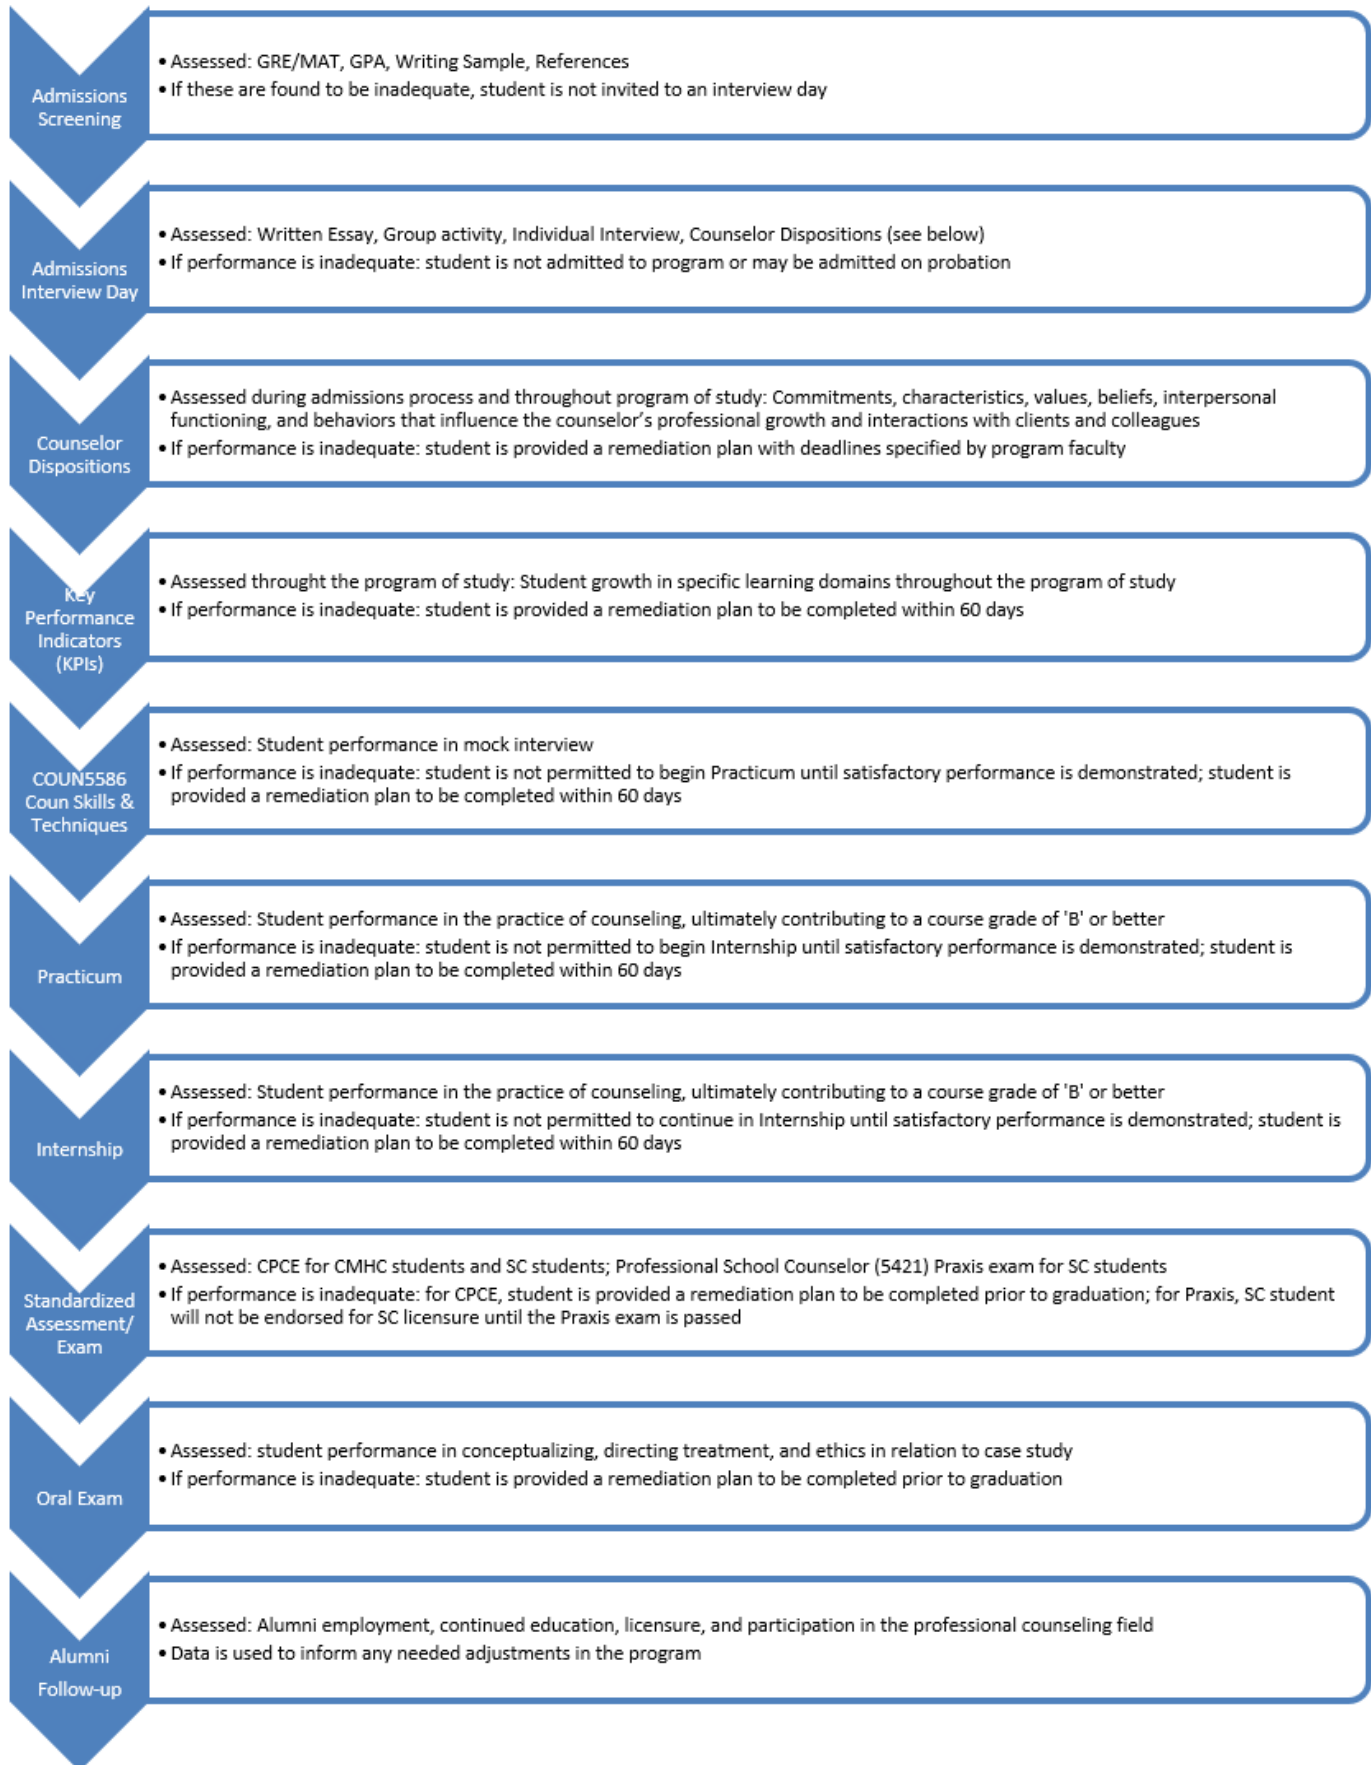 Admissions
Screening
• Assessed: GRE/MAT, GPA, Writing Sample, References
• If these are found to be inadequate, student is not invited to an interview day
Admissions
Interview Day
• Assessed: Written Essay, Group activity, Individual Interview, Counselor Dispositions (see below)
• If performance is inadequate: student is not admitted to program or may be admitted on probation
Counselor
Dispositions
• Assessed during admissions process and throughout program of study: Commitments, characteristics, values, beliefs, interpersonal
functioning, and behaviors that influence the counselor's professional growth and interactions with clients and colleagues
• If performance is inadequate: student is provided a remediation plan with deadlines specified by program faculty
Key
Performance
Indicators
(KPIs)
• Assessed throught the program of study: Student growth in specific learning domains throughout the program of study
• If performance is inadequate: student is provided a remediation plan to be completed within 60 days
COUN5586
Coun Skills &
Techniques
• Assessed: Student performance in mock interview
• If performance is inadequate: student is not permitted to begin Practicum until satisfactory performance is demonstrated; student is
provided a remediation plan to be completed within 60 days
Practicum
• Assessed: Student performance in the practice of counseling, ultimately contributing to a course grade of 'B' or better
• If performance is inadequate: student is not permitted to begin Internship until satisfactory performance is demonstrated; student is
provided a remediation plan to be completed within 60 days
Internship
• Assessed: Student performance in the practice of counseling, ultimately contributing to a course grade of 'B' or better
• If performance is inadequate: student is not permitted to continue in Internship until satisfactory performance is demonstrated; student is
provided a remediation plan to be completed within 60 days
Standardized
Assessment/
Exam
• Assessed: CPCE for CMHC students and SC students; Professional School Counselor (5421) Praxis exam for SC students
• If performance is inadequate: for CPCE, student is provided a remediation plan to be completed prior to graduation; for Praxis, SC student
will not be endorsed for SC licensure until the Praxis exam is passed
Oral Exam
• Assessed: student performance in conceptualizing, directing treatment, and ethics in relation to case study
• If performance is inadequate: student is provided a remediation plan to be completed prior to graduation
Alumni
Follow-up
• Assessed: Alumni employment, continued education, licensure, and participation in the professional counseling field
• Data is used to inform any needed adjustments in the program